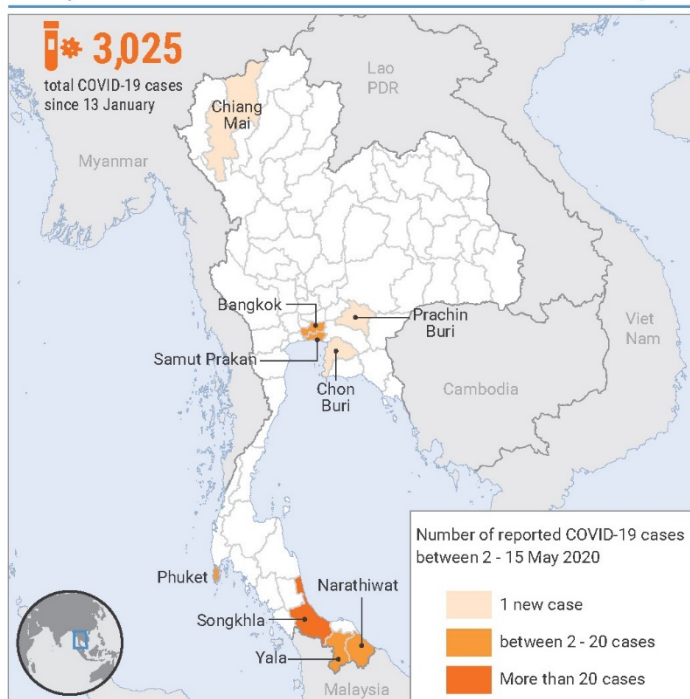 3,025
total COVID-19 cases
since 13 January
Lao
PDR
Chiang
Mai
Myanmar
Bangkok
Prachin
Buri
Samut Prakan
Viet
Nam
Chon
Buri
Cambodia
Number of reported COVID-19 cases
between 2 - 15 May 2020
1 new case
between 2 - 20 cases
More than 20 cases
Phuket
Narathiwat
Songkhla
Yala
Malaysia